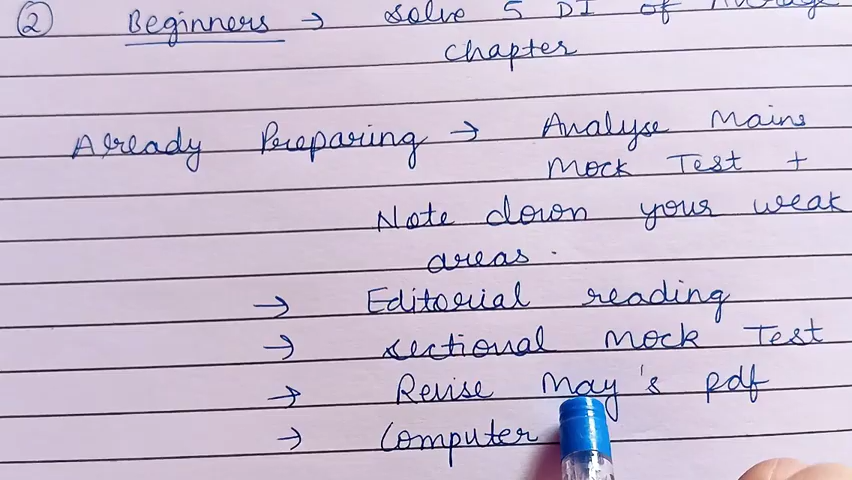 ② Beginners → Solve 5 DI of Average
chapter
Already Preparing → Analyse Mains
Mock Test +
Note down your weak
areas.
→ Editorial reading
→ Sectional Mock Test
→ Revise May's pdf
→ Computer